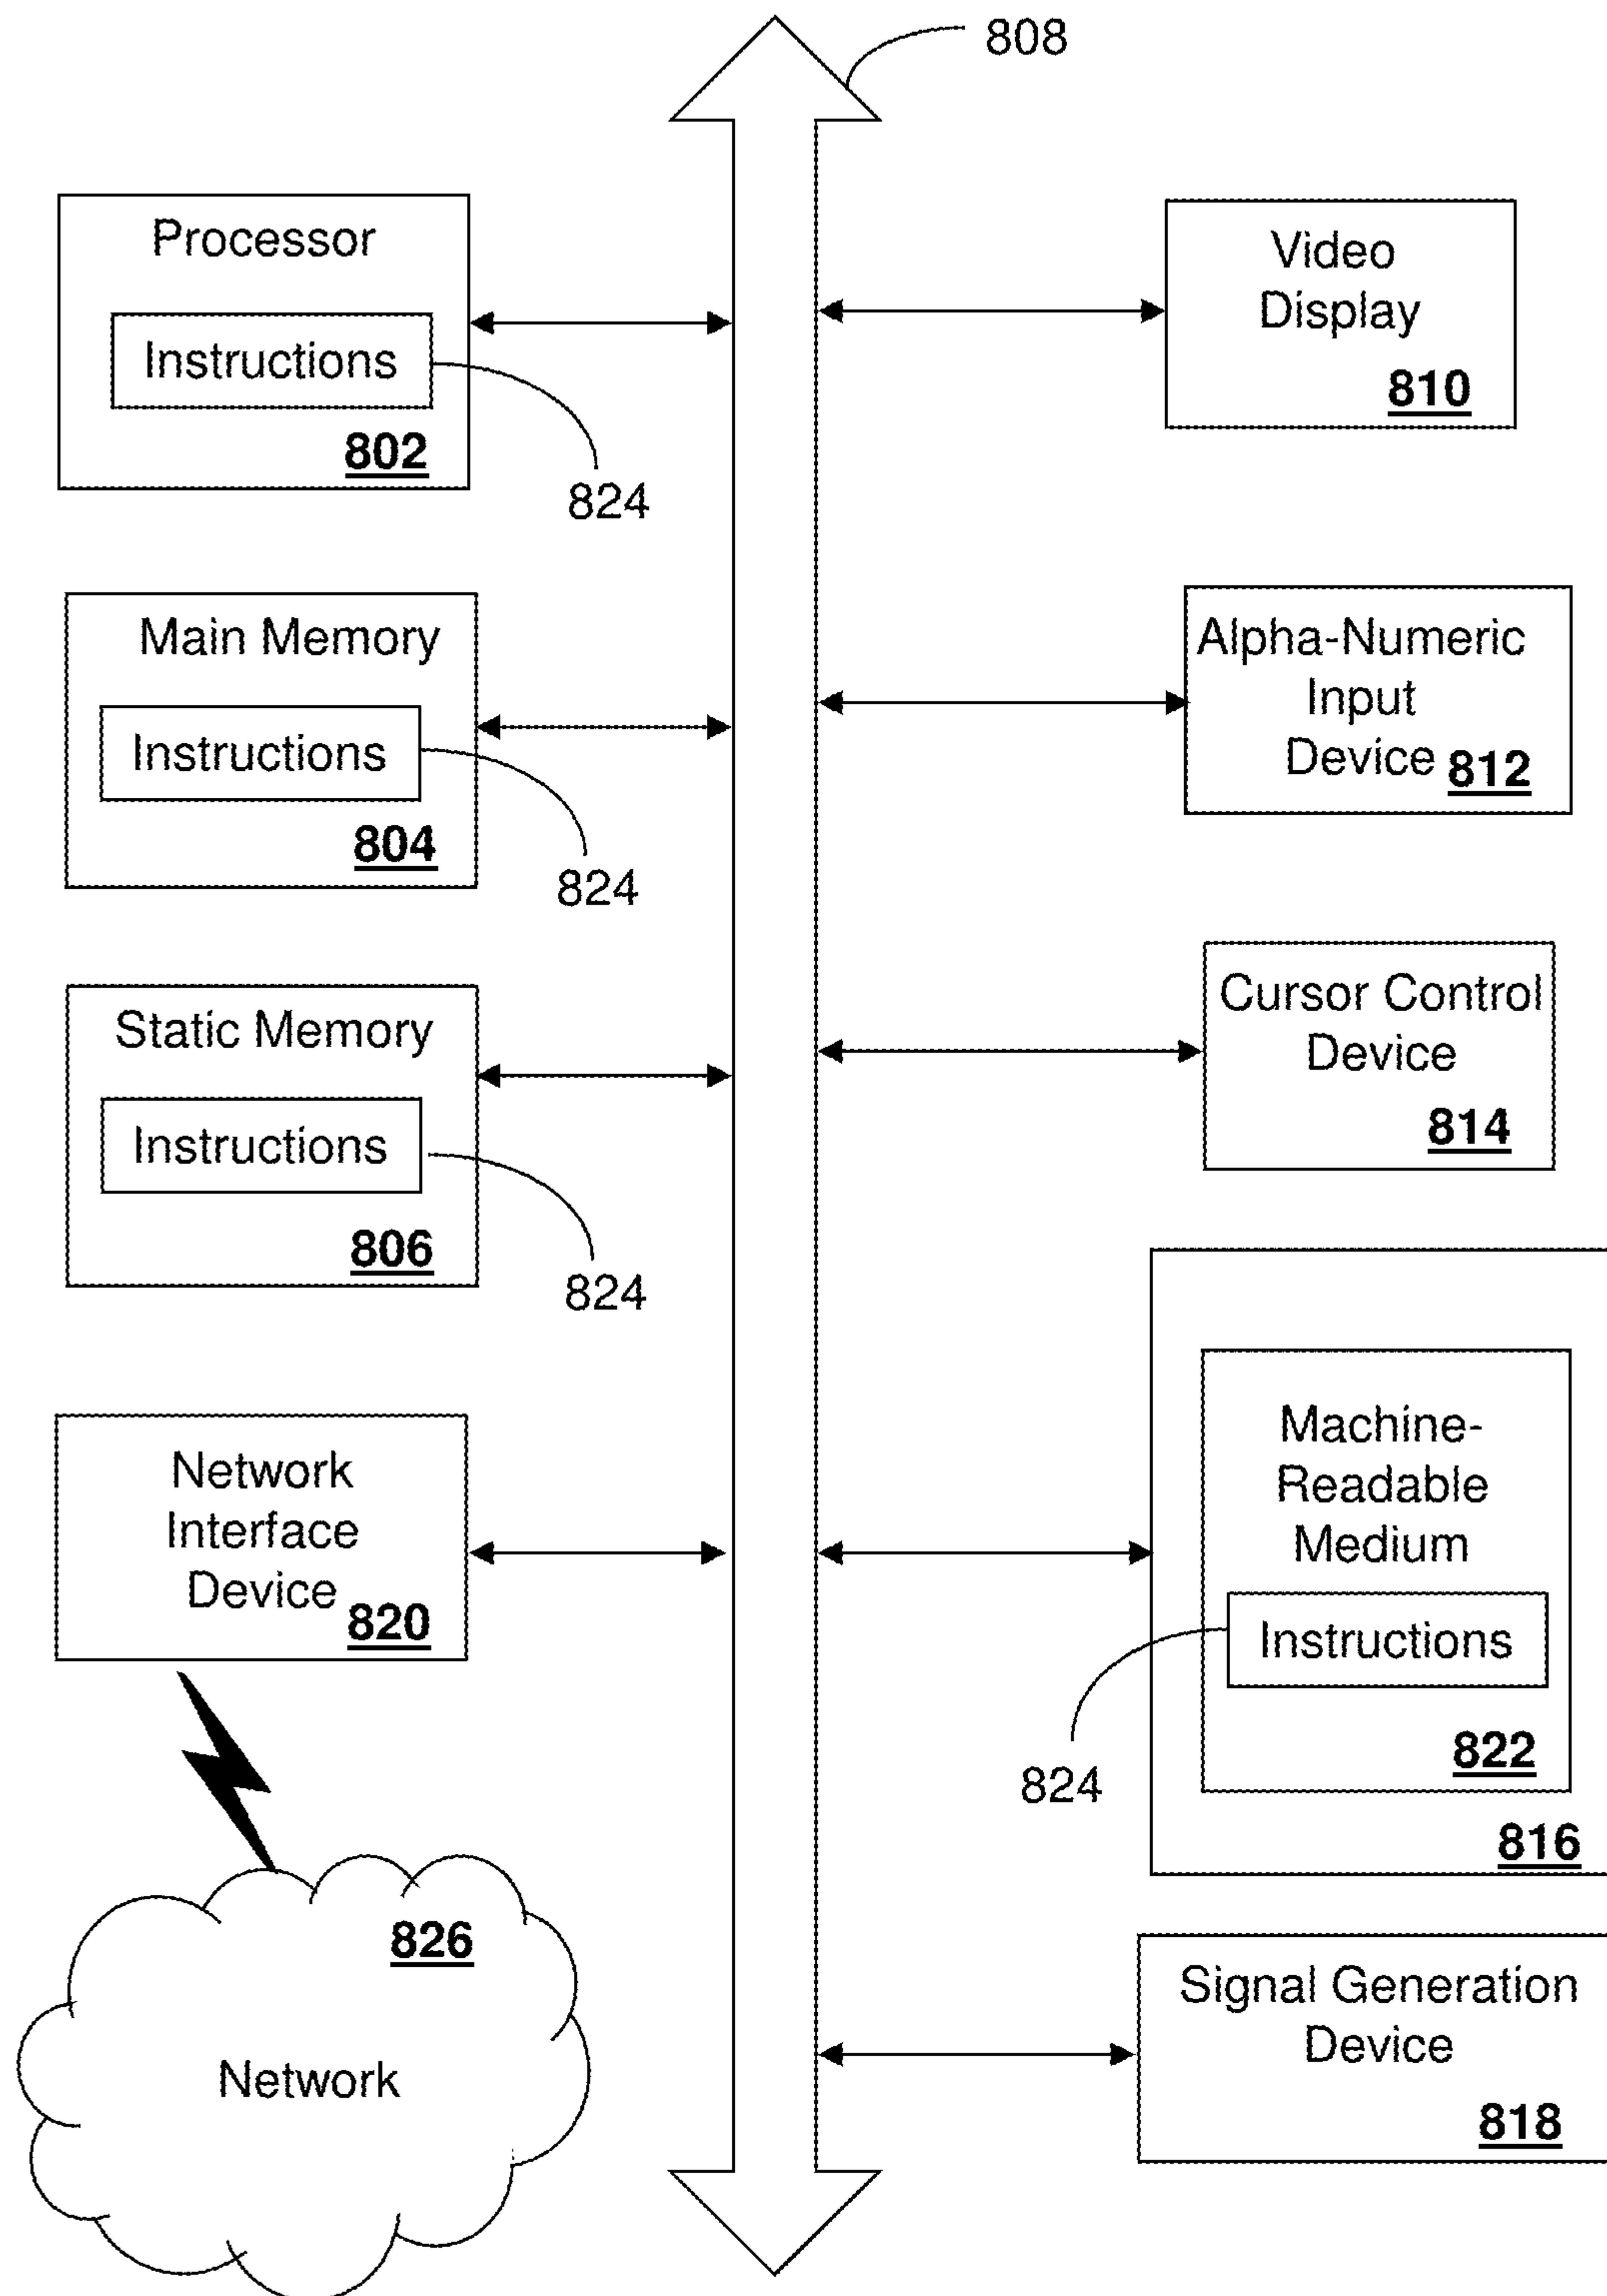 808
Processor
Instructions
802
824
Video
Display
810
Main Memory
Instructions
804
824
Alpha-Numeric
Input
Device 812
Static Memory
Instructions
806
824
Cursor Control
Device
814
Network
Interface
Device 820
Machine-
Readable
Medium
Instructions
822
824
816
826
Network
Signal Generation
Device
818